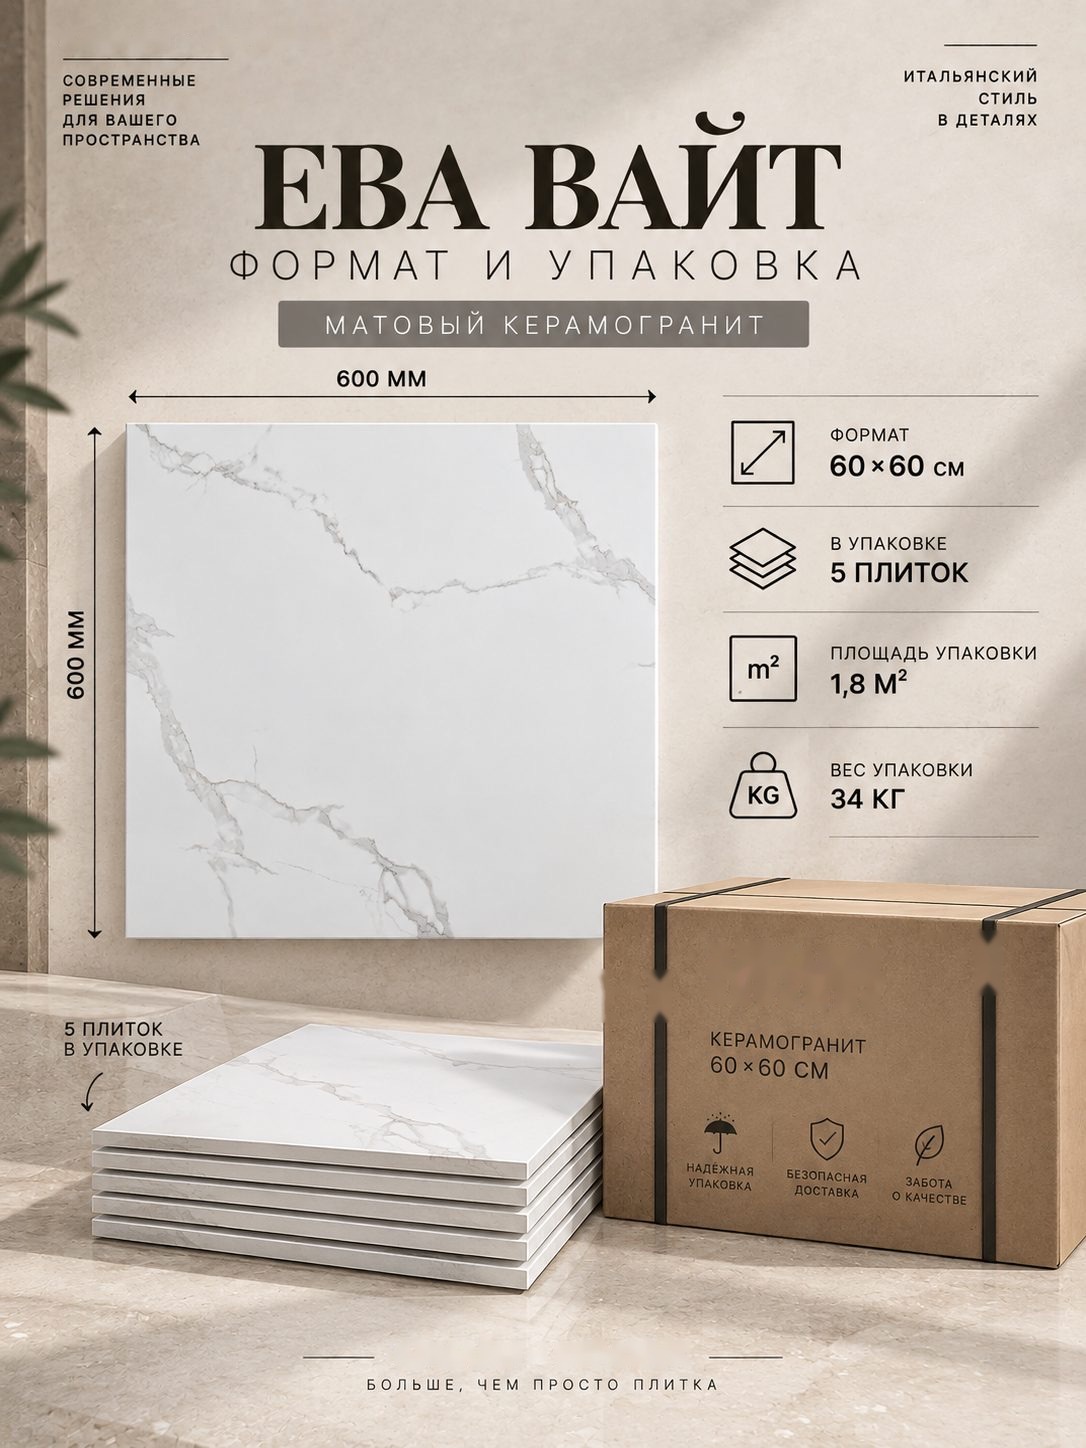 СОВРЕМЕННЫЕ
РЕШЕНИЯ
ДЛЯ ВАШЕГО
ПРОСТРАНСТВА
ИТАЛЬЯНСКИЙ
СТИЛЬ
В ДЕТАЛЯХ
ЕВА ВАЙТ
ФОРМАТ И УПАКОВКА
МАТОВЫЙ КЕРАМОГРАНИТ
600 ММ
600 ММ
ФОРМАТ
60×60 см
В УПАКОВКЕ
5 ПЛИТОК
m²
ПЛОЩАДЬ УПАКОВКИ
1,8 М²
KG
ВЕС УПАКОВКИ
34 КГ
5 ПЛИТОК
В УПАКОВКЕ
КЕРАМОГРАНИТ
60×60 СМ
НАДЁЖНАЯ
УПАКОВКА
БЕЗОПАСНАЯ
ДОСТАВКА
ЗАБОТА
О КАЧЕСТВЕ
БОЛЬШЕ, ЧЕМ ПРОСТО ПЛИТКА